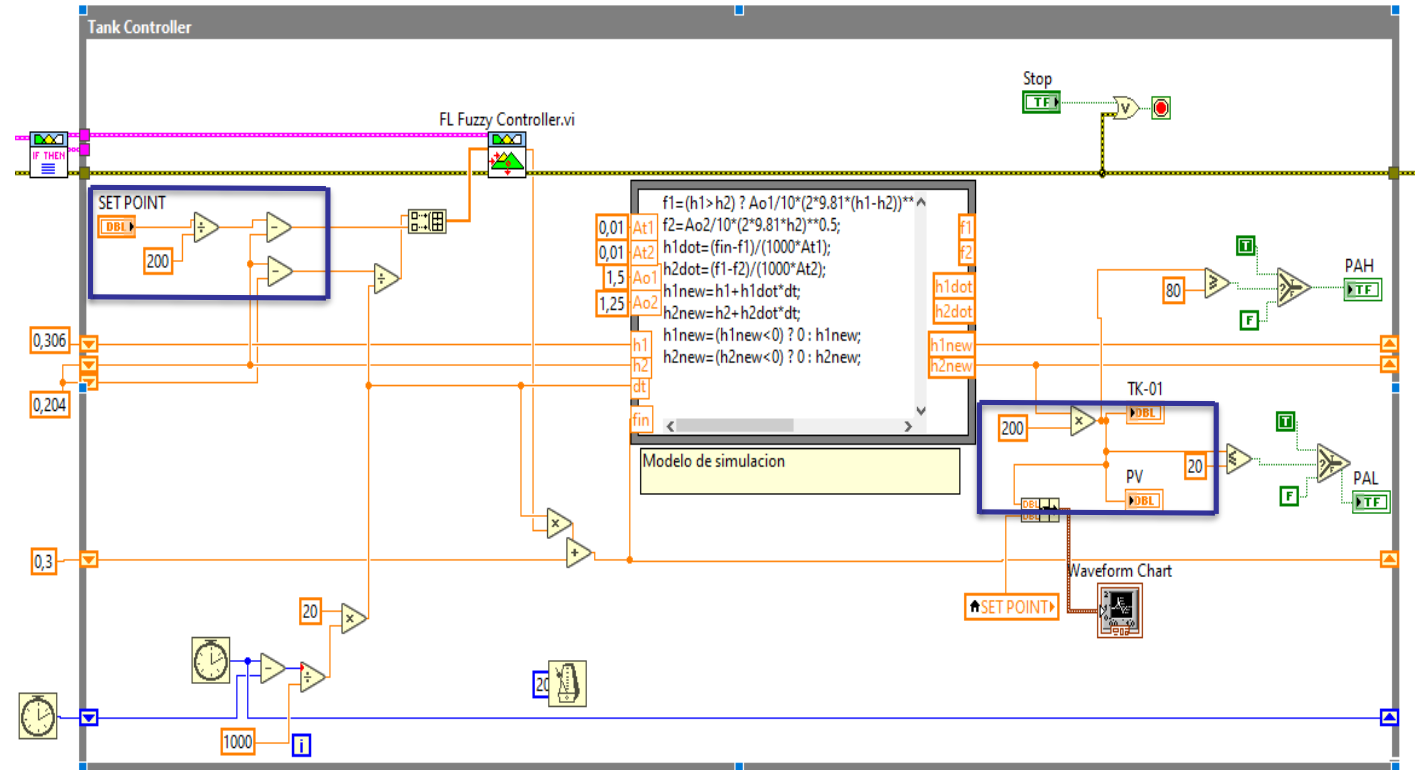 Tank Controller
Stop
TF
V
FL Fuzzy Controller.vi
IF THEN
SET POINT
DBL
200
f1=(h1>h2) ? Ao1/10*(2*9.81*(h1-h2))**
f2=Ao2/10*(2*9.81*h2)**0.5;
h1dot=(fin-f1)/(1000*At1);
h2dot=(f1-f2)/(1000*At2);
h1new=h1+h1dot*dt;
h2new=h2+h2dot*dt;
h1new=(h1new<0) ? 0 : h1new;
h2new=(h2new<0) ? 0 : h2new;
0,01 At1
0,01 At2
1,5 Ao1
1,25 Ao2
h1
h2
dt
fin
f1
f2
h1dot
h2dot
h1new
h2new
Modelo de simulacion
T
80
F
PAH
TF
0,306
0,204
TK-01
DBL
200
20
PV
DBL
T
F
PAL
TF
DBL
DBL
0,3
Waveform Chart
SET POINT
20
20
1000
i